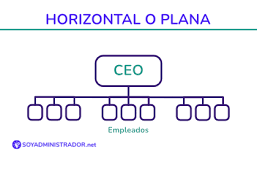 HORIZONTAL O PLANA
CEO
Empleados
SOYADMINISTRADOR.net